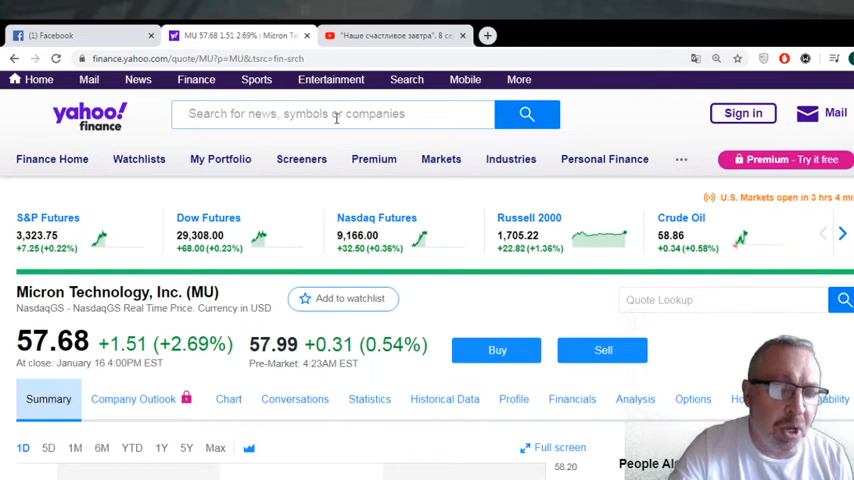 (1) Facebook
MU 57.68 1.51 2.69% : Micron Te
"Наше счастливое завтра". 8 се
finance.yahoo.com/quote/MU?p=MU&.tsrc=fin-srch
Home Mail News Finance Sports Entertainment Search Mobile More
yahoo!
finance
Search for news, symbols or companies
Sign in
Mail
Finance Home Watchlists My Portfolio Screeners Premium Markets Industries Personal Finance ...
Premium - Try it free
U.S. Markets open in 3 hrs 4 mi
S&P Futures Dow Futures Nasdaq Futures Russell 2000 Crude Oil
3,323.75 29,308.00 9,166.00 1,705.22 58.86
+7.25 (+0.22%) +68.00 (+0.23%) +32.50 (+0.36%) +22.82 (+1.36%) +0.34 (+0.58%)
Micron Technology, Inc. (MU)
Add to watchlist
Quote Lookup
NasdaqGS - NasdaqGS Real Time Price. Currency in USD
57.68 +1.51 (+2.69%) 57.99 +0.31 (0.54%)
Buy
Sell
At close: January 16 4:00PM EST
Pre-Market: 4:23AM EST
Summary Company Outlook Chart Conversations Statistics Historical Data Profile Financials Analysis Options
1D 5D 1M 6M YTD 1Y 5Y Max
Full screen
58.20
People Al